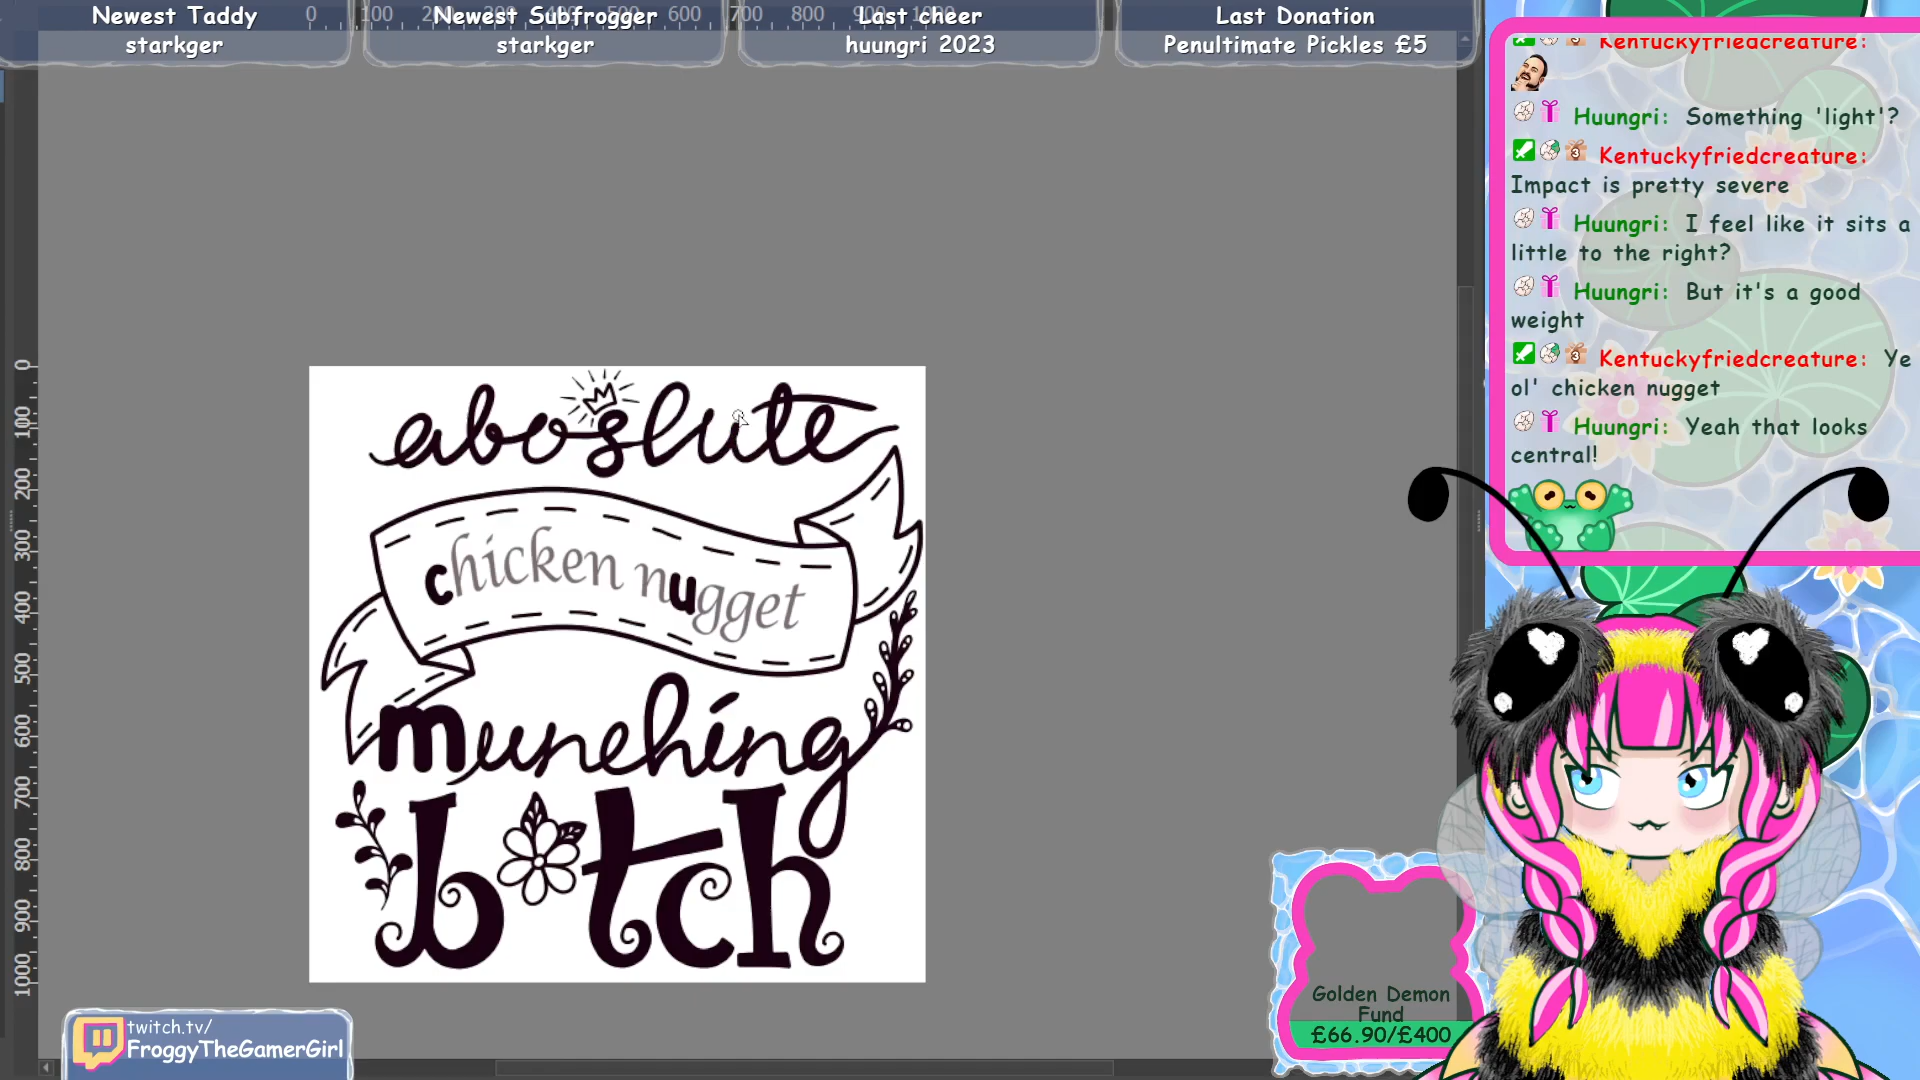 Newest Taddy
starkger
Newest Subfrogger
starkger
Last cheer
huungri 2023
Last Donation
Penultimate Pickles £5
Kentuckyfriedcreature:
Huungri: Something 'light'?
Kentuckyfriedcreature:
Impact is pretty severe
Huungri: I feel like it sits a
little to the right?
Huungri: But it's a good
weight
Kentuckyfriedcreature: Ye
ol' chicken nugget
Huungri: Yeah that looks
central!
aboslute
chicken nugget
munching
b tch
Golden Demon
Fund
£66.90/£400
twitch.tv/
FroggyTheGamerGirl